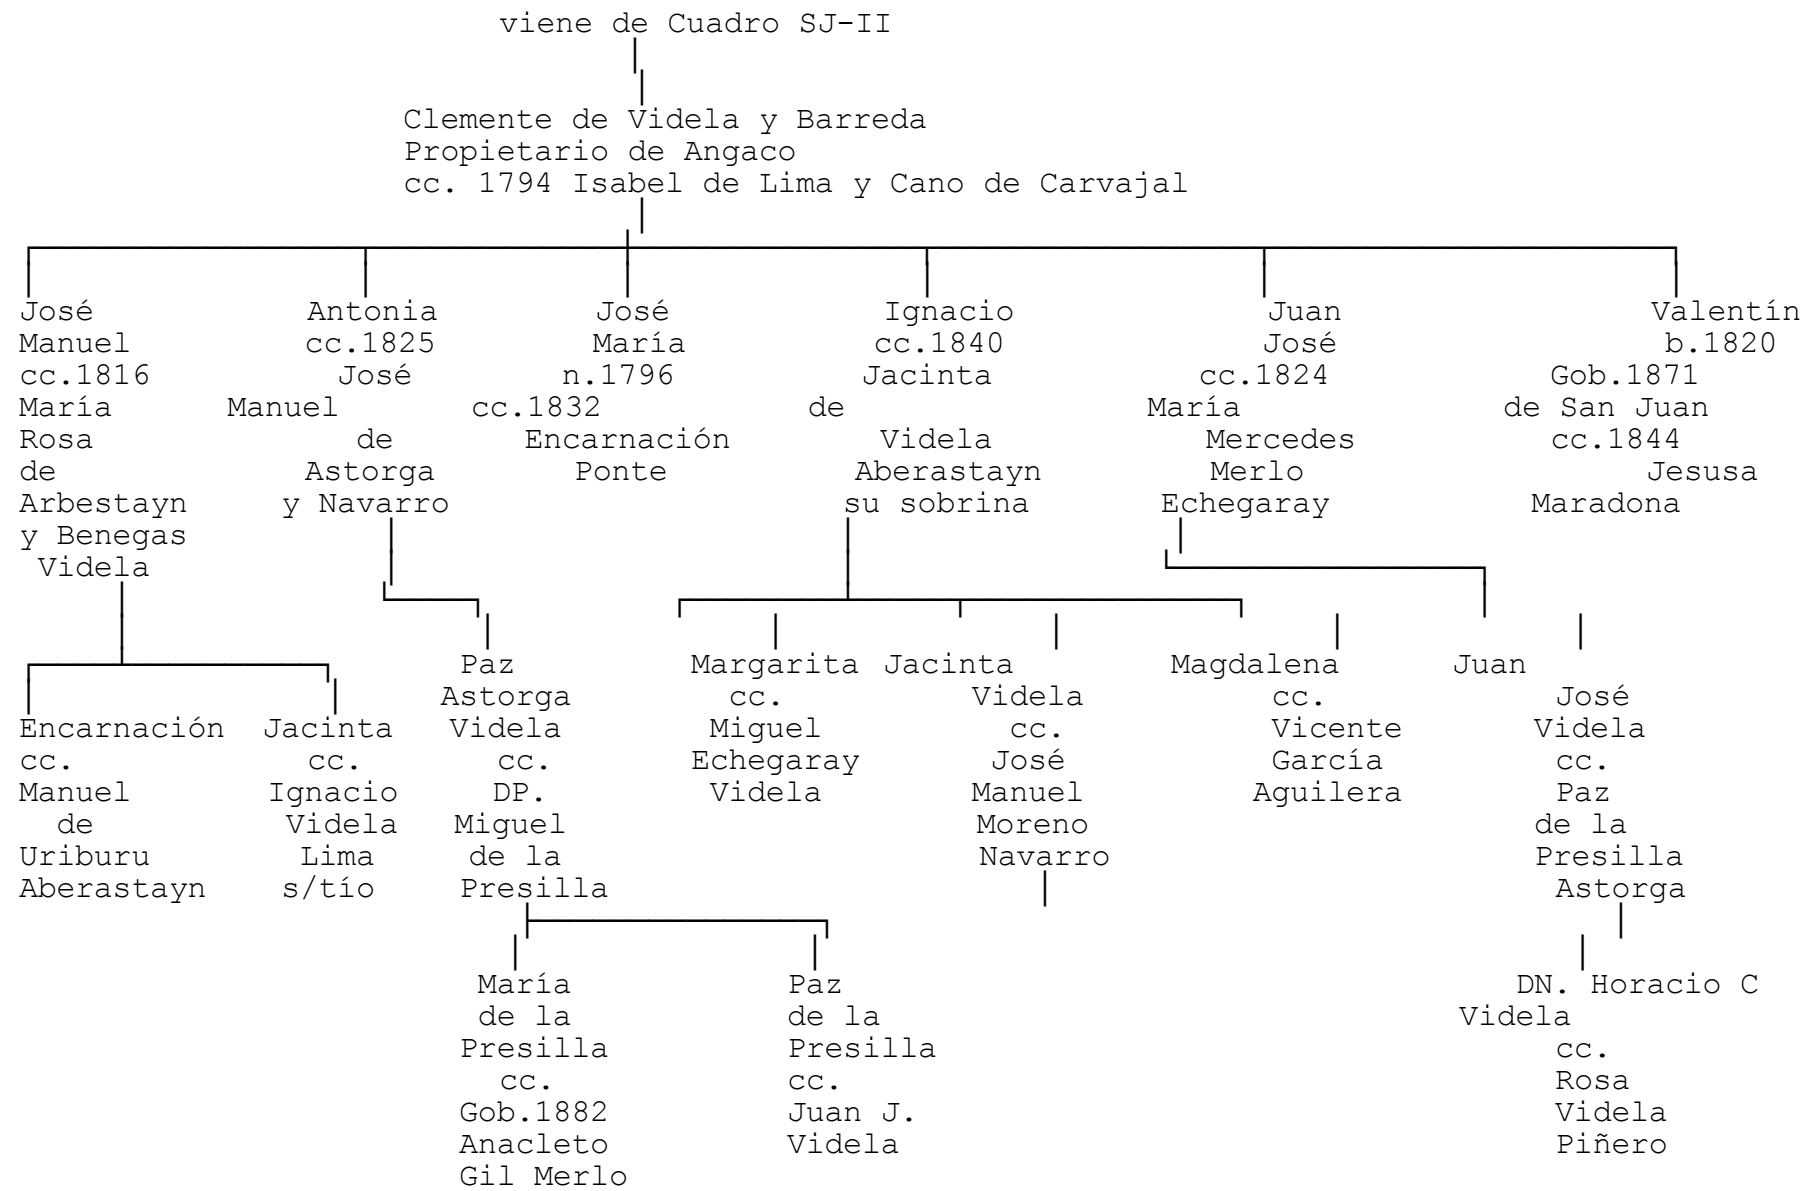 viene de Cuadro SJ-II
Clemente de Videla y Barreda
Propietario de Angaco
cc. 1794 Isabel de Lima y Cano de Carvajal
José Antonia José Ignacio Juan Valentín
Manuel cc.1825 María cc.1840 José b.1820
cc.1816 José n.1796 Jacinta cc.1824 Gob.1871
María Manuel cc.1832 de María de San Juan
Rosa de Encarnación Videla Mercedes cc.1844
de Astorga Ponte Aberastayn Merlo Jesusa
Arbestayn y Navarro su sobrina Echegaray Maradona
y Benegas
Videla
Paz Margarita Jacinta Magdalena Juan
Astorga cc. Videla cc. José
Encarnación Jacinta Videla Miguel cc. Vicente Videla
cc. cc. cc. Echegaray José García cc.
Manuel Ignacio DP. Videla Manuel Aguilera Paz
de Videla Miguel Moreno de la
Uriburu Lima de la Navarro Presilla
Aberastayn s/tío Presilla Astorga
María Paz DN. Horacio C
de la de la Videla
Presilla Presilla cc.
cc. cc. Rosa
Gob.1882 Juan J. Videla
Anacleto Videla Piñero
Gil Merlo